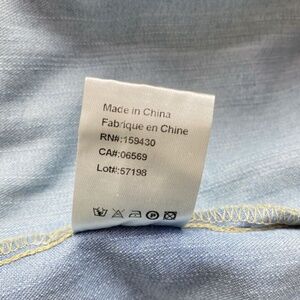 Made in China
Fabrique en Chine
RN#:159430
CA#:06569
Lot#:57198